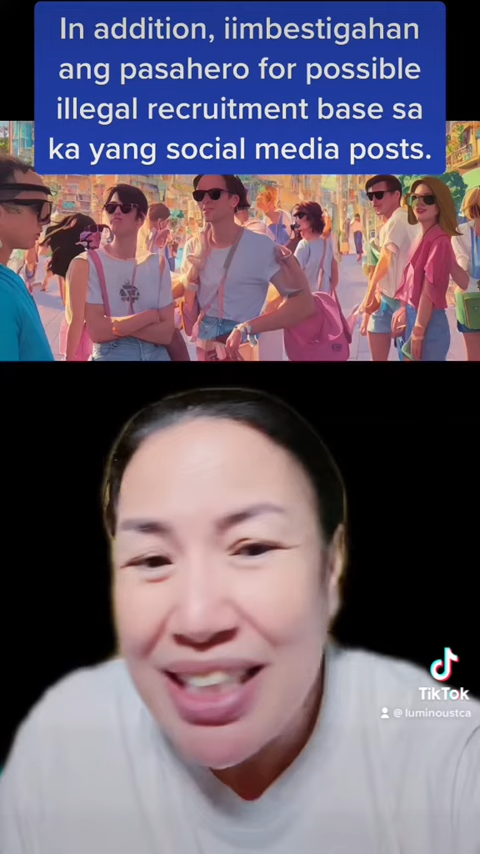 In addition, iimbestigahan
ang pasahero for possible
illegal recruitment base sa
ka yang social media posts.
TikTok
@luminoustca